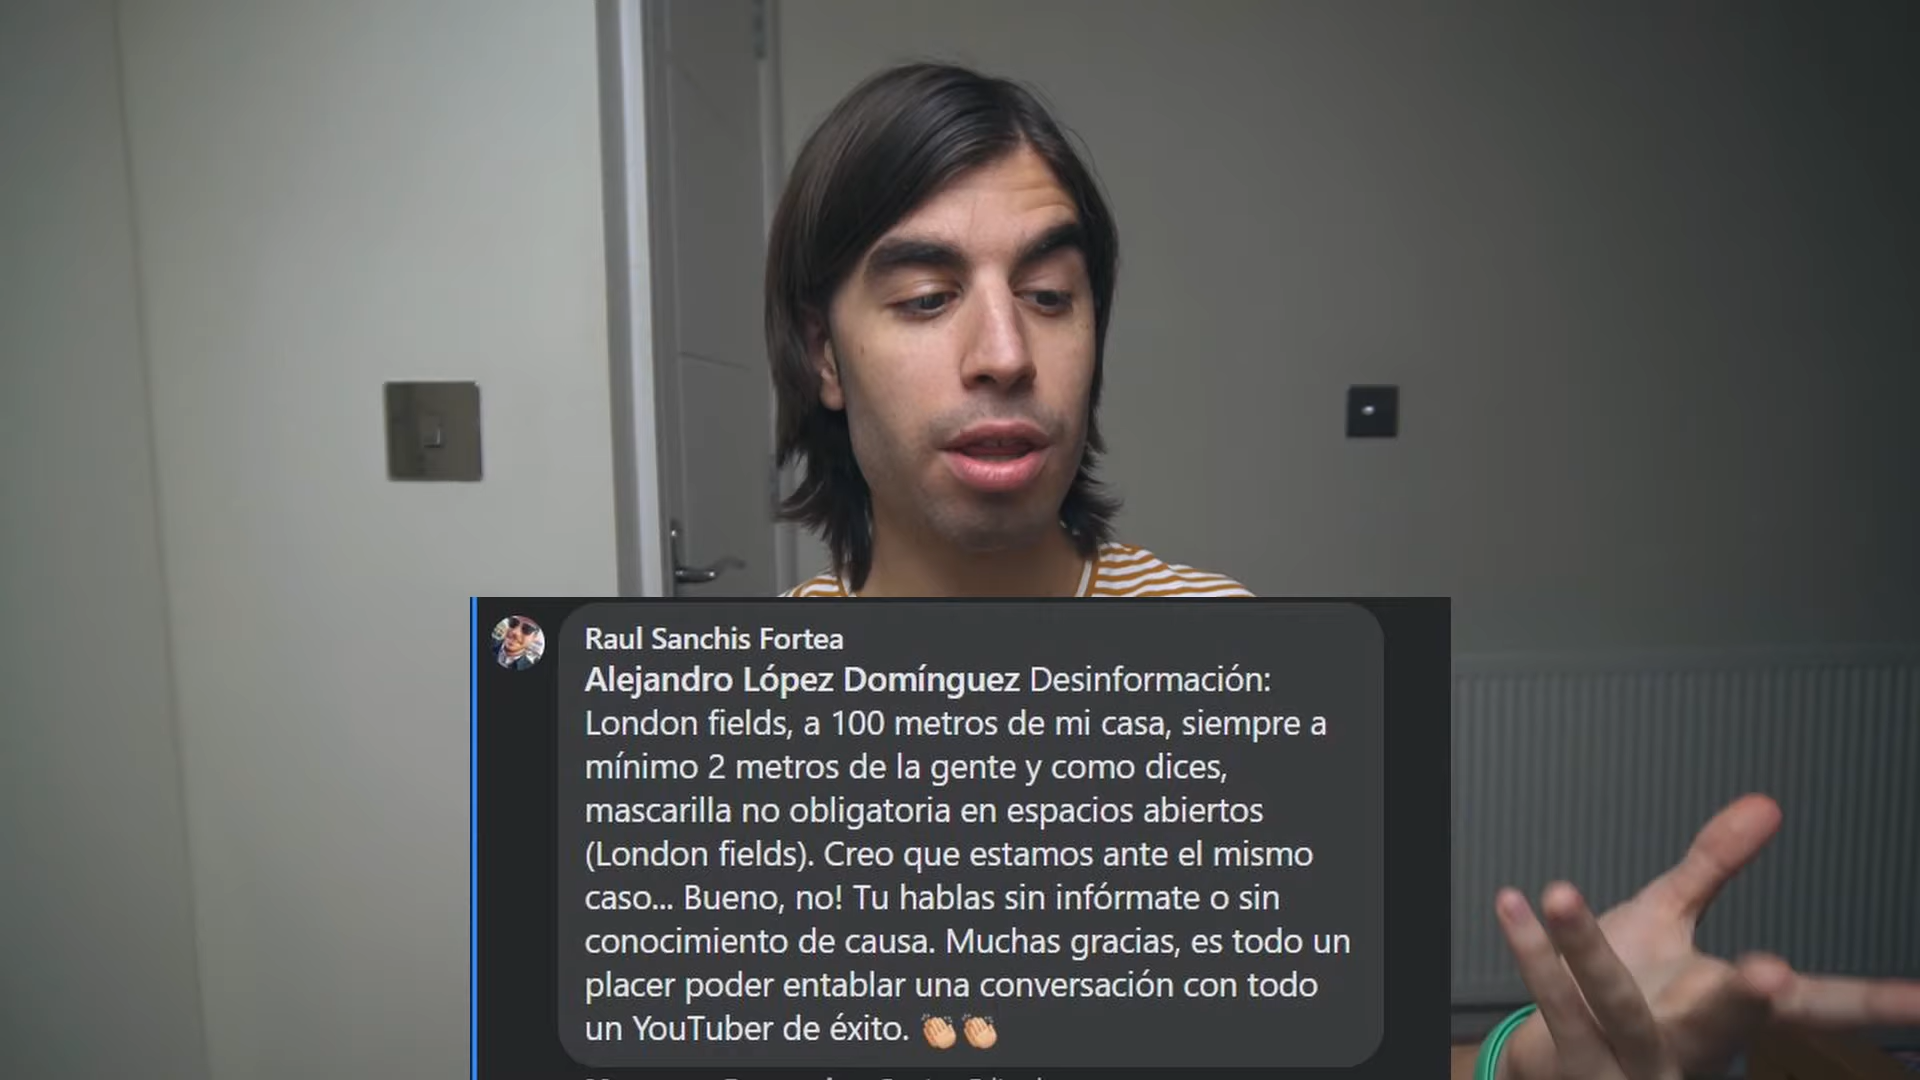 Raul Sanchis Fortea
Alejandro López Domínguez Desinformación:
London fields, a 100 metros de mi casa, siempre a
mínimo 2 metros de la gente y como dices,
mascarilla no obligatoria en espacios abiertos
(London fields). Creo que estamos ante el mismo
caso... Bueno, no! Tu hablas sin infórmate o sin
conocimiento de causa. Muchas gracias, es todo un
placer poder entablar una conversación con todo
un YouTuber de éxito. 👏🏻👏🏻